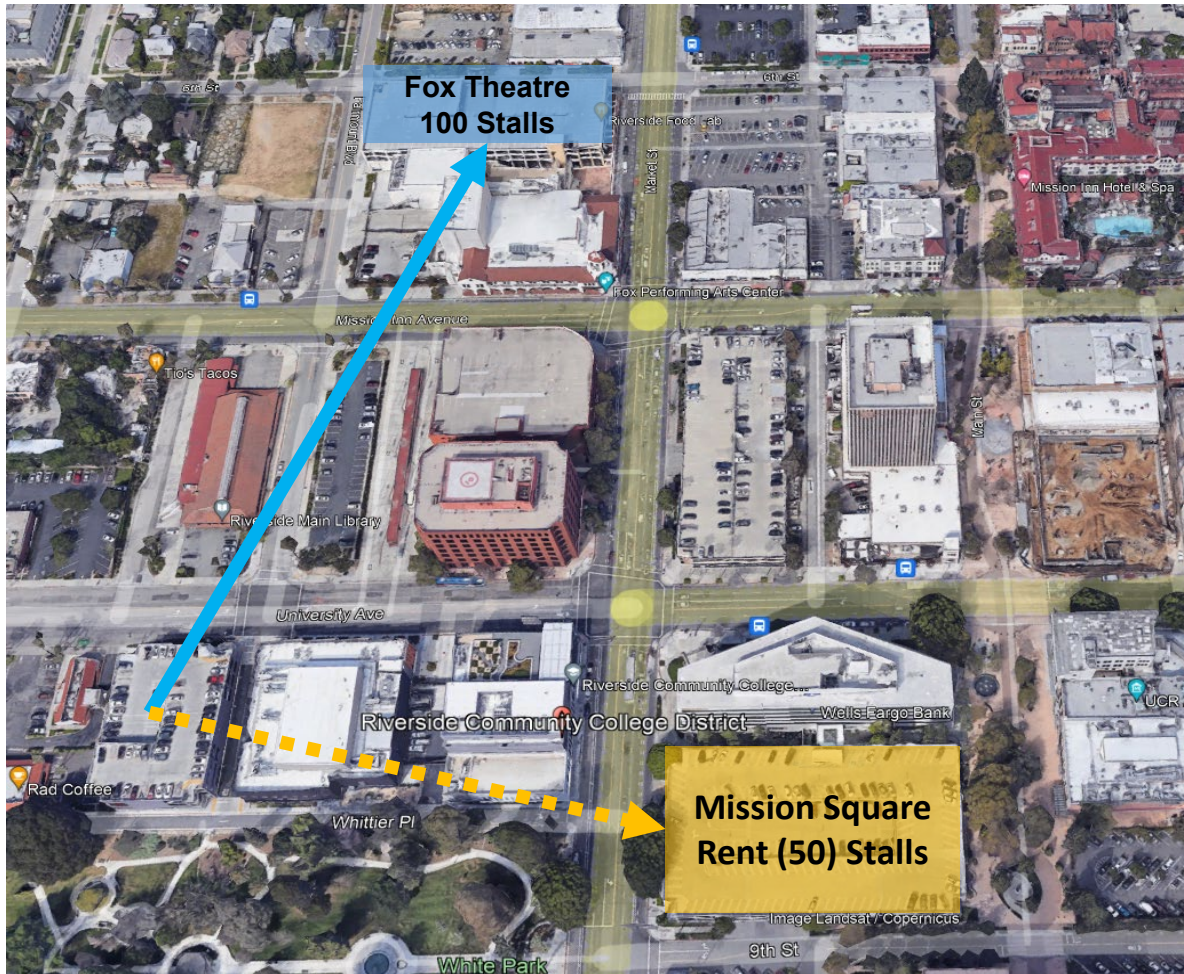 6th St
La mount Blvd
Fox Theatre
100 Stalls
Riverside Food Lab
Market St
6th St
Mission Inn Hotel & Spa
Fox Performing Arts Center
Mission Inn Avenue
Tio's Tacos
Main St
Riverside Main Library
University Ave
Riverside Community College...
Riverside Community College District
Wells Fargo Bank
UCR
Rad Coffee
Whittier Pl
Mission Square
Rent (50) Stalls
Image Landsat / Copernicus
9th St
White Park